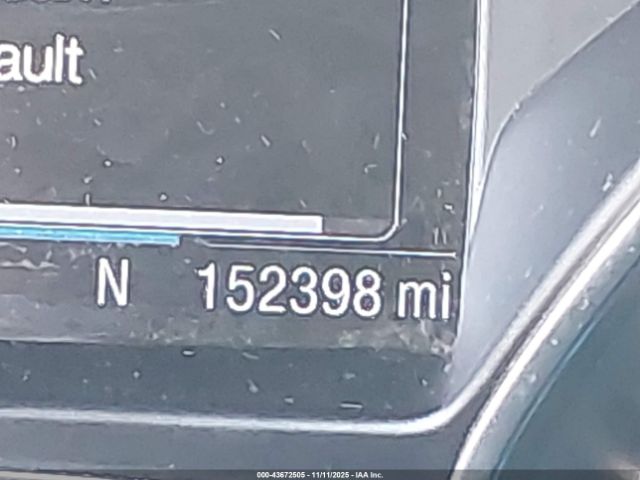 ault
N 152398 mi
000-43672505 - 11/11/2025 - IAA Inc.